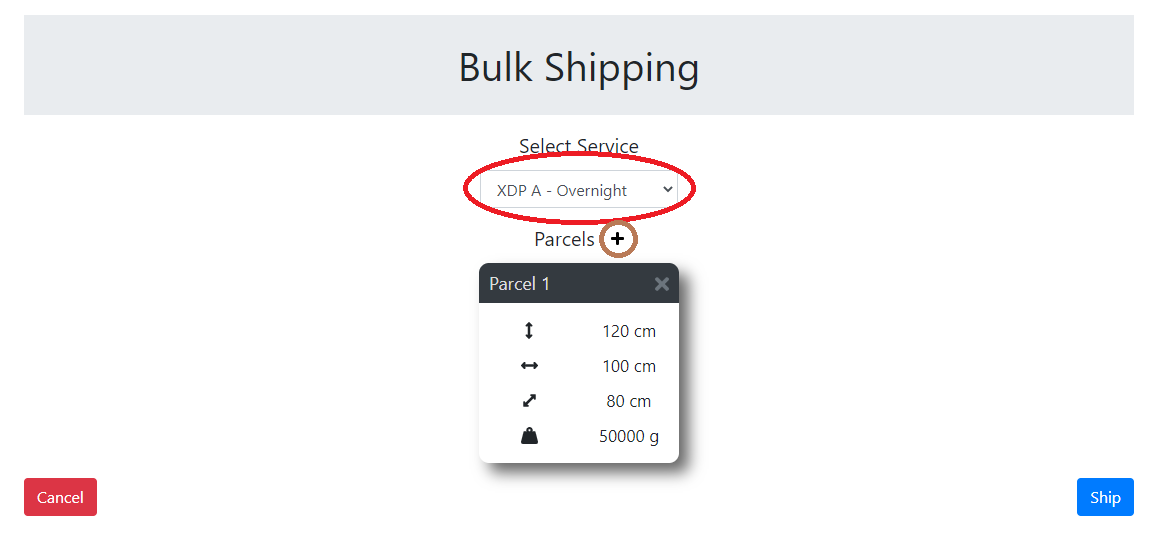 Bulk Shipping
Select Service
XDP A - Overnight
Parcels
Parcel 1
120 cm
100 cm
80 cm
50000 g
Cancel
Ship